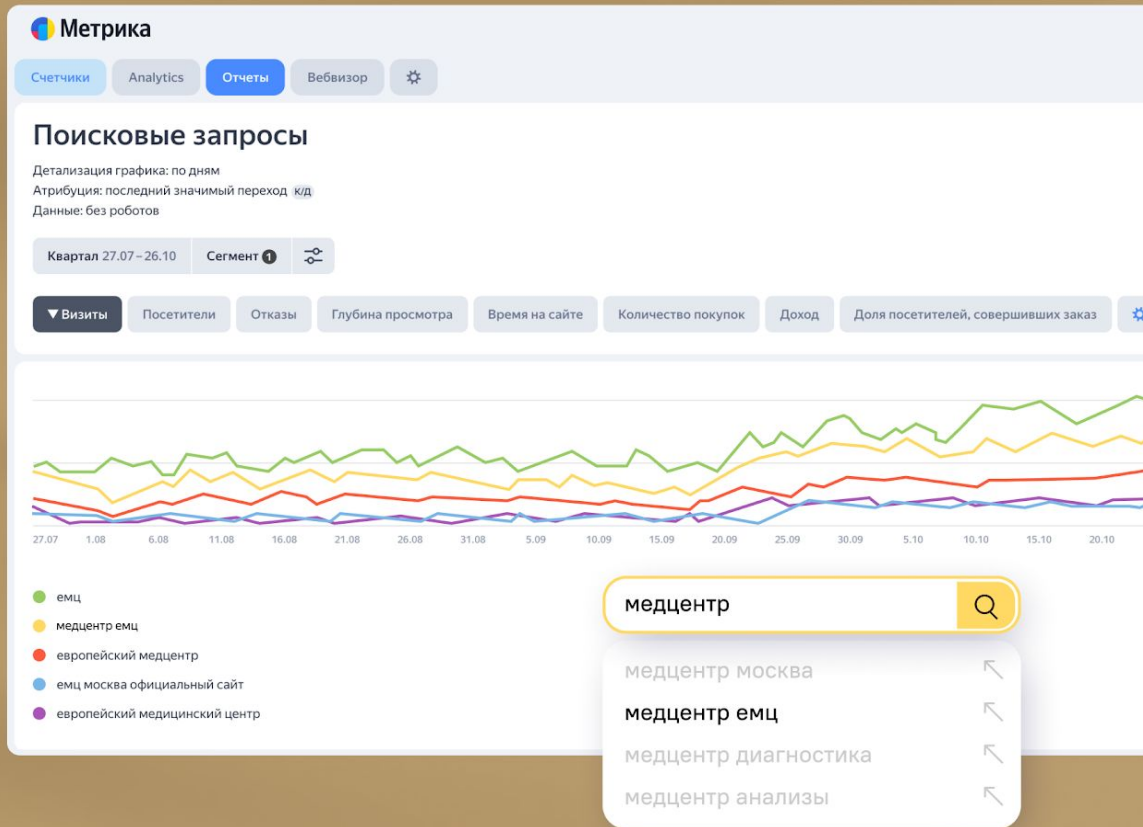 Метрика
Счетчики Analytics Отчеты Вебвизор
Поисковые запросы
Детализация графика: по дням
Атрибуция: последний значимый переход к/д
Данные: без роботов
Квартал 27.07 – 26.10 Сегмент 1
▼ Визиты Посетители Отказы Глубина просмотра Время на сайте Количество покупок Доход Доля посетителей, совершивших заказ
27.07 1.08 6.08 11.08 16.08 21.08 26.08 31.08 5.09 10.09 15.09 20.09 25.09 30.09 5.10 10.10 15.10 20.10
емц
медцентр емц
европейский медцентр
емц москва официальный сайт
европейский медицинский центр
медцентр
медцентр москва
медцентр емц
медцентр диагностика
медцентр анализы